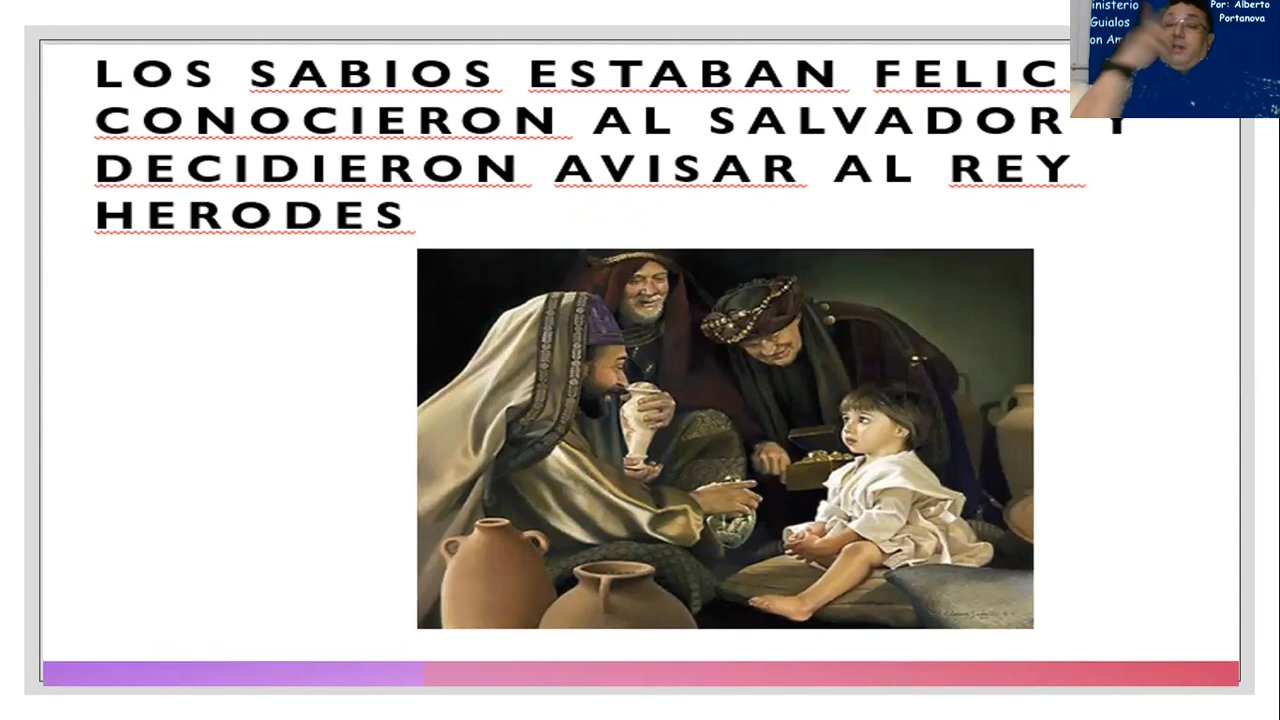 LOS SABIOS ESTABAN FELIC
CONOCIERON AL SALVADOR Y
DECIDIERON AVISAR AL REY
HERODES
inisterio
Guialos
on Am
Por: Alberto
Portanova